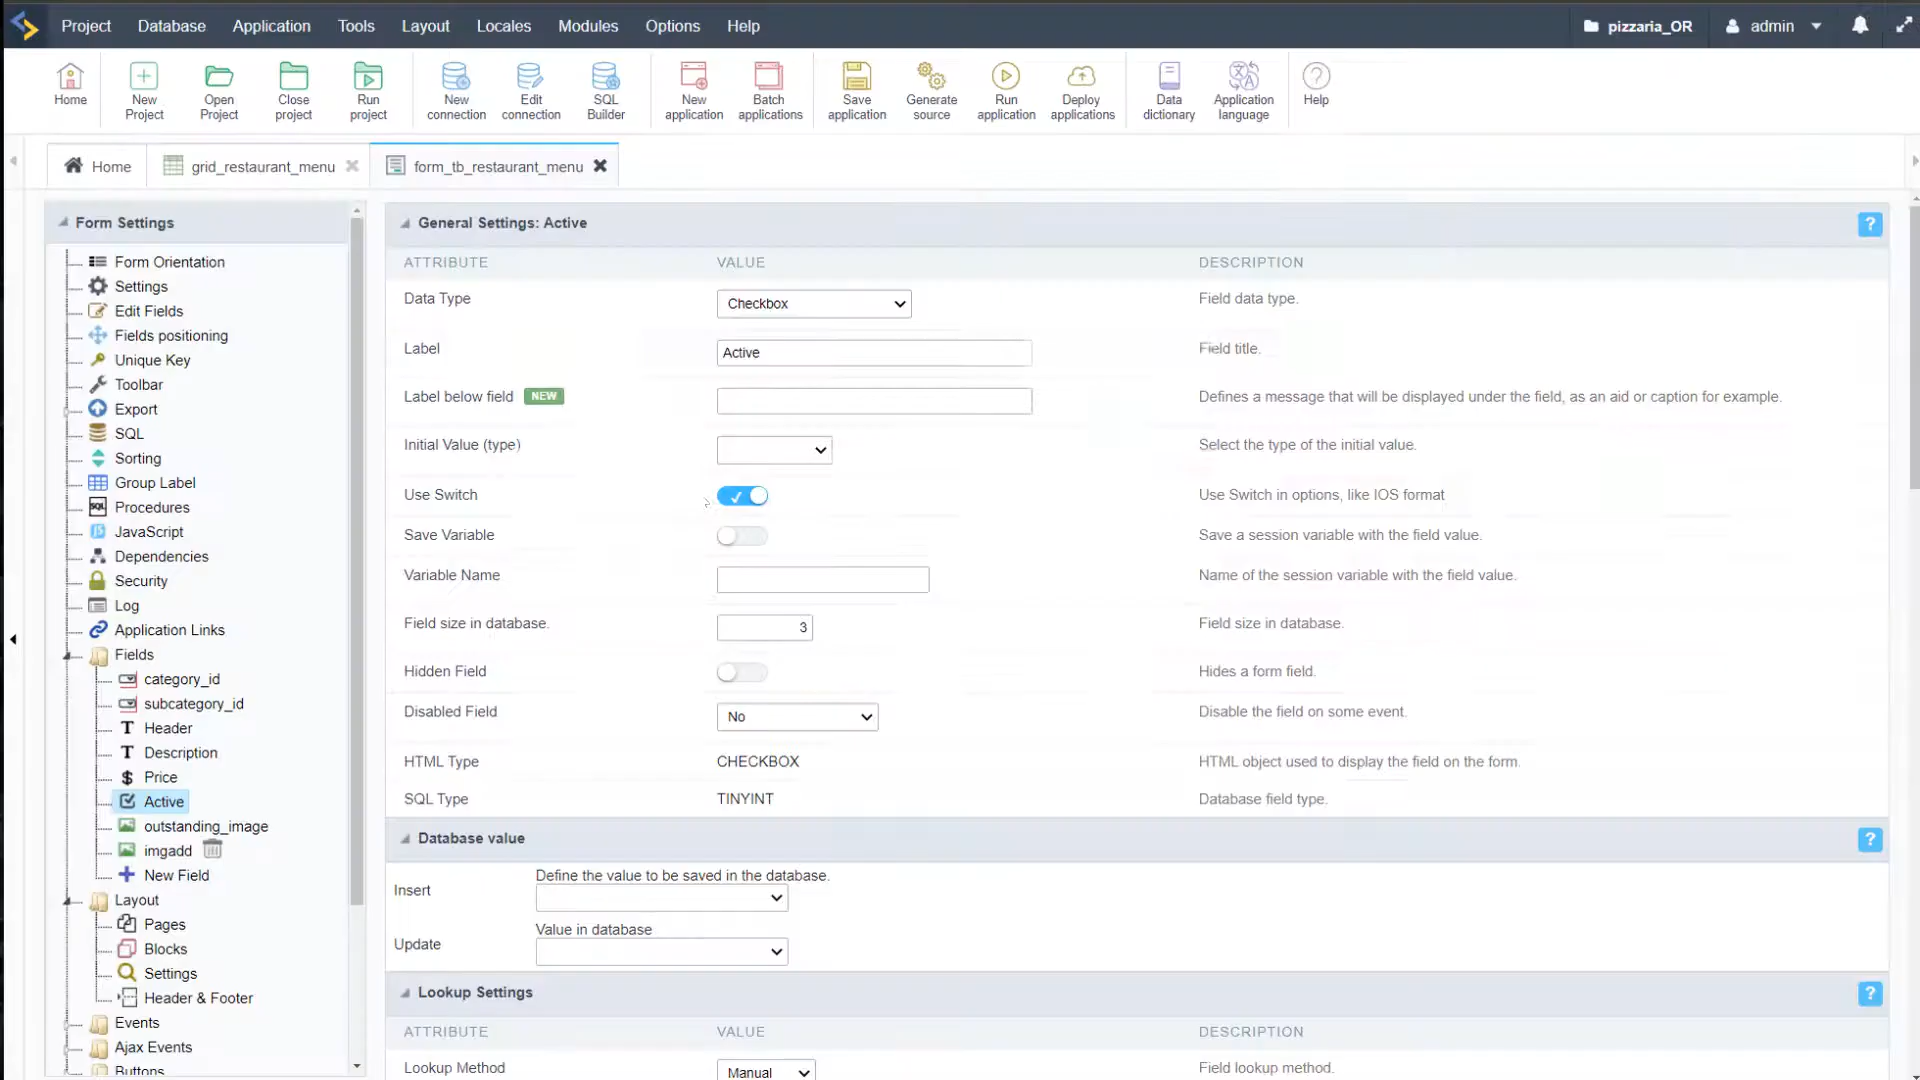 Project Database Application Tools Layout Locales Modules Options Help pizzaria_OR admin
Home
New Project
Open Project
Close project
Run project
New connection
Edit connection
SQL Builder
New application
Batch applications
Save application
Generate source
Run application
Deploy applications
Data dictionary
Application language
Help
Home grid_restaurant_menu form_tb_restaurant_menu
Form Settings
Form Orientation
Settings
Edit Fields
Fields positioning
Unique Key
Toolbar
Export
SQL
Sorting
Group Label
Procedures
JavaScript
Dependencies
Security
Log
Application Links
Fields
category_id
subcategory_id
Header
Description
Price
Active
outstanding_image
imgadd
New Field
Layout
Pages
Blocks
Settings
Header & Footer
Events
Ajax Events
Buttons
General Settings: Active ?
ATTRIBUTE VALUE DESCRIPTION
Data Type Checkbox Field data type.
Label Active Field title.
Label below field NEW Defines a message that will be displayed under the field, as an aid or caption for example.
Initial Value (type) Select the type of the initial value.
Use Switch Use Switch in options, like IOS format
Save Variable Save a session variable with the field value.
Variable Name Name of the session variable with the field value.
Field size in database. 3 Field size in database.
Hidden Field Hides a form field.
Disabled Field No Disable the field on some event.
HTML Type CHECKBOX HTML object used to display the field on the form.
SQL Type TINYINT Database field type.
Database value ?
Define the value to be saved in the database.
Insert
Value in database
Update
Lookup Settings ?
ATTRIBUTE VALUE DESCRIPTION
Lookup Method Manual Field lookup method.